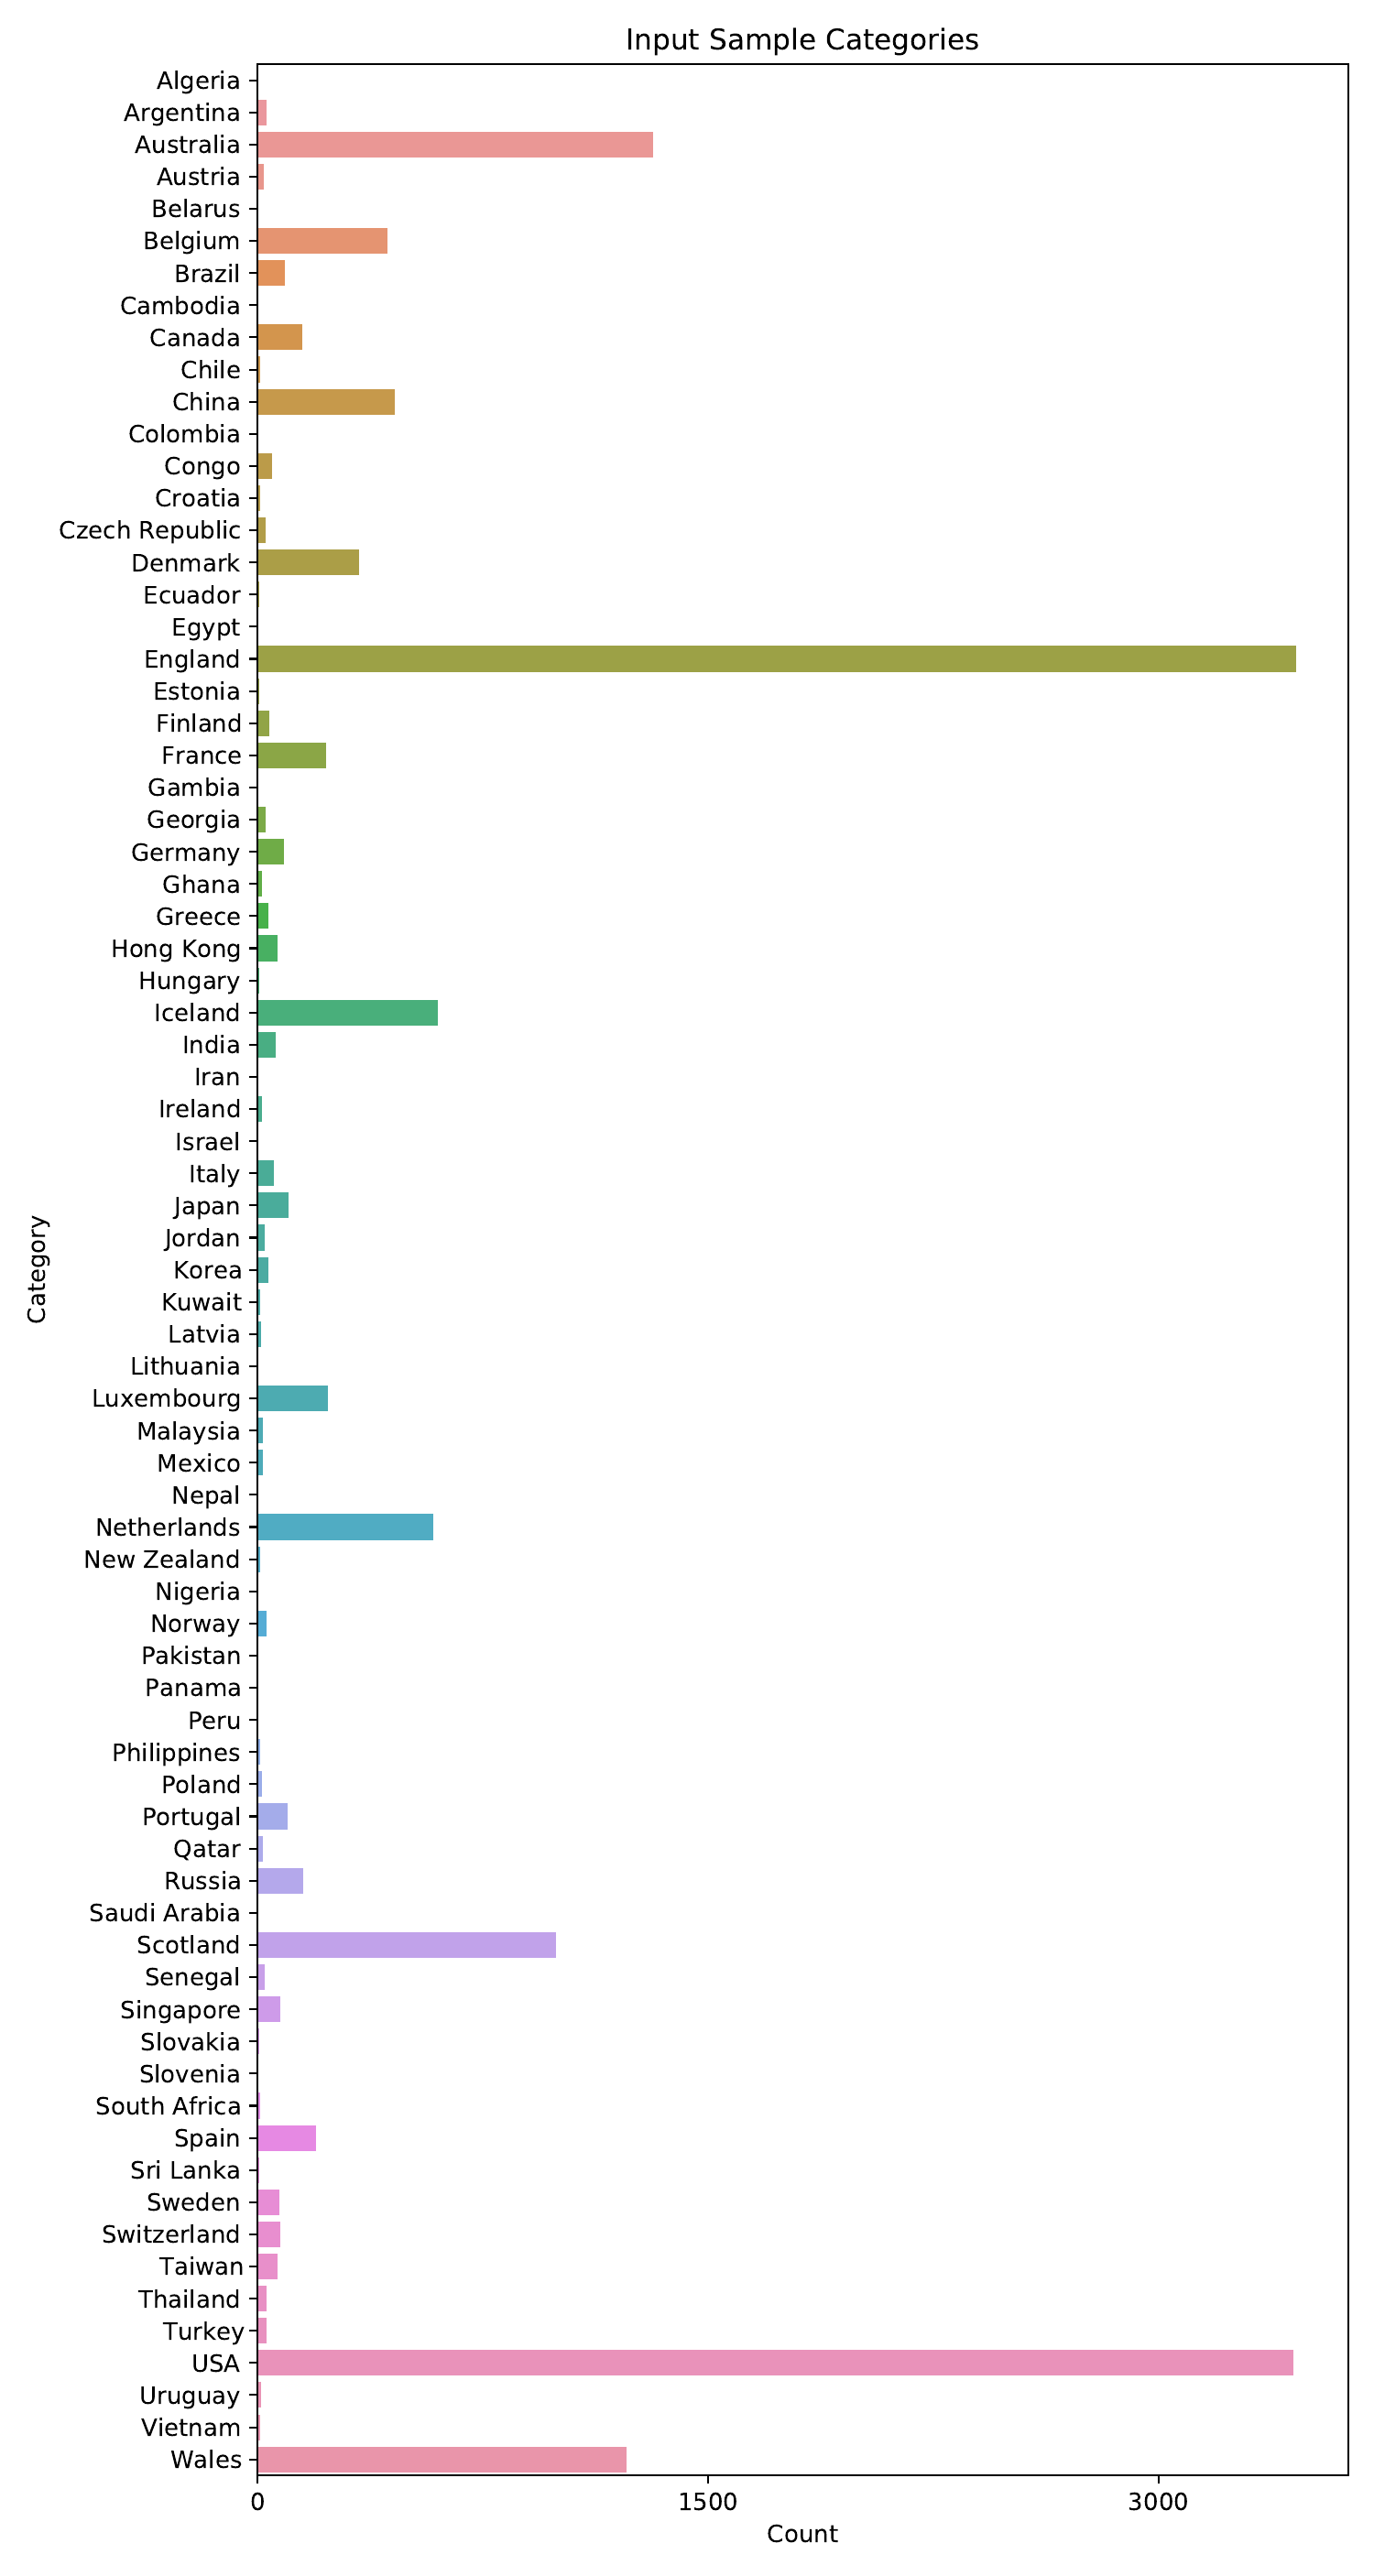 Input Sample Categories
Algeria
Argentina
Australia
Austria
Belarus
Belgium
Brazil
Cambodia
Canada
Chile
China
Colombia
Congo
Croatia
Czech Republic
Denmark
Ecuador
Egypt
England
Estonia
Finland
France
Gambia
Georgia
Germany
Ghana
Greece
Hong Kong
Hungary
Iceland
India
Iran
Ireland
Israel
Italy
Japan
Jordan
Korea
Kuwait
Latvia
Lithuania
Luxembourg
Malaysia
Mexico
Nepal
Netherlands
New Zealand
Nigeria
Norway
Pakistan
Panama
Peru
Philippines
Poland
Portugal
Qatar
Russia
Saudi Arabia
Scotland
Senegal
Singapore
Slovakia
Slovenia
South Africa
Spain
Sri Lanka
Sweden
Switzerland
Taiwan
Thailand
Turkey
USA
Uruguay
Vietnam
Wales
Category
0 1500 3000
Count